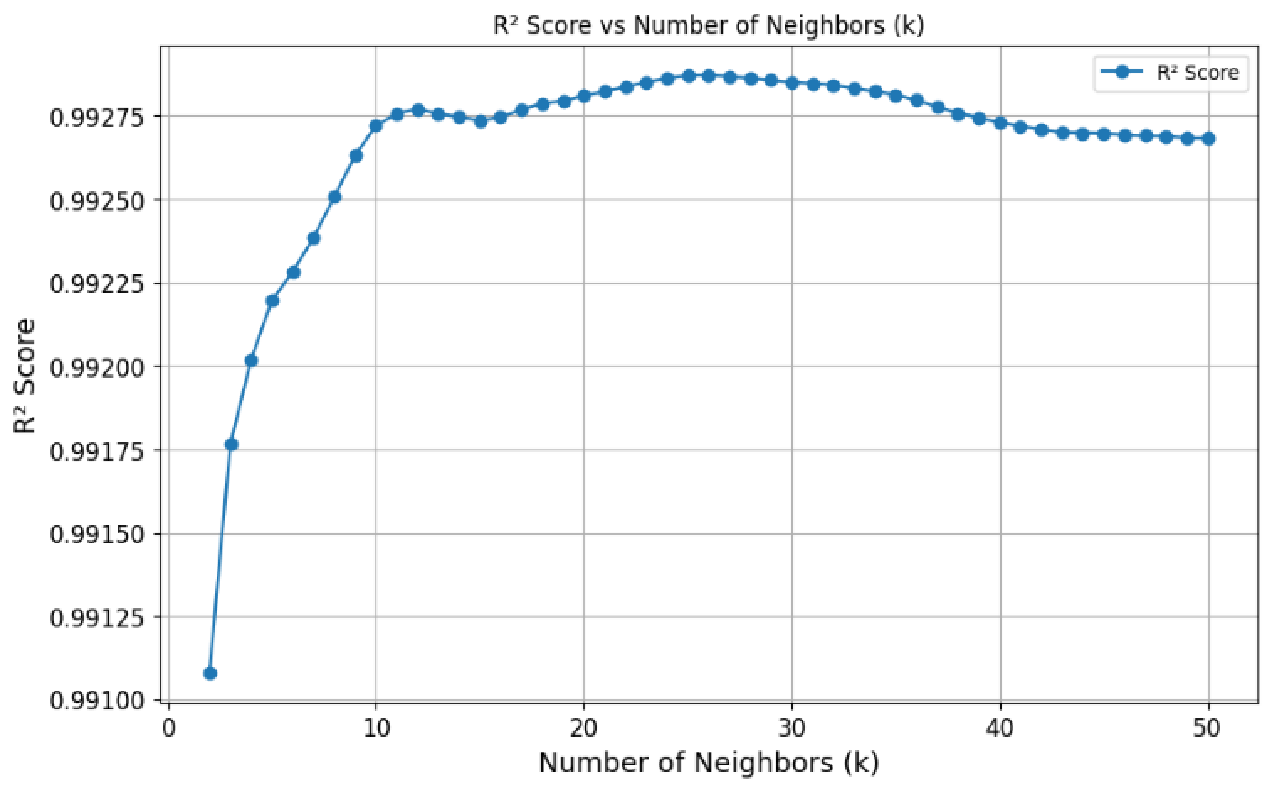 R² Score vs Number of Neighbors (k)
R² Score
0.99275
0.99250
0.99225
0.99200
0.99175
0.99150
0.99125
0.99100
R² Score
0 10 20 30 40 50
Number of Neighbors (k)